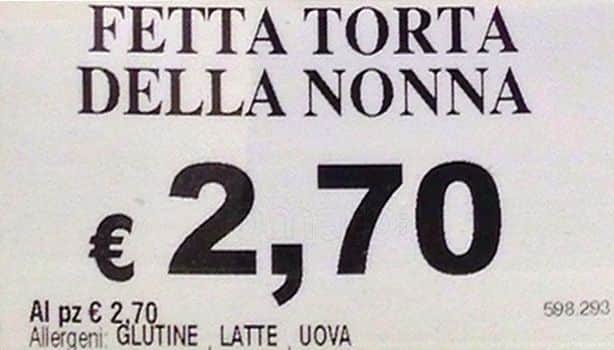 FETTA TORTA
DELLA NONNA
€ 2,70
Al pz € 2,70
598.293
Allergeni: GLUTINE , LATTE , UOVA